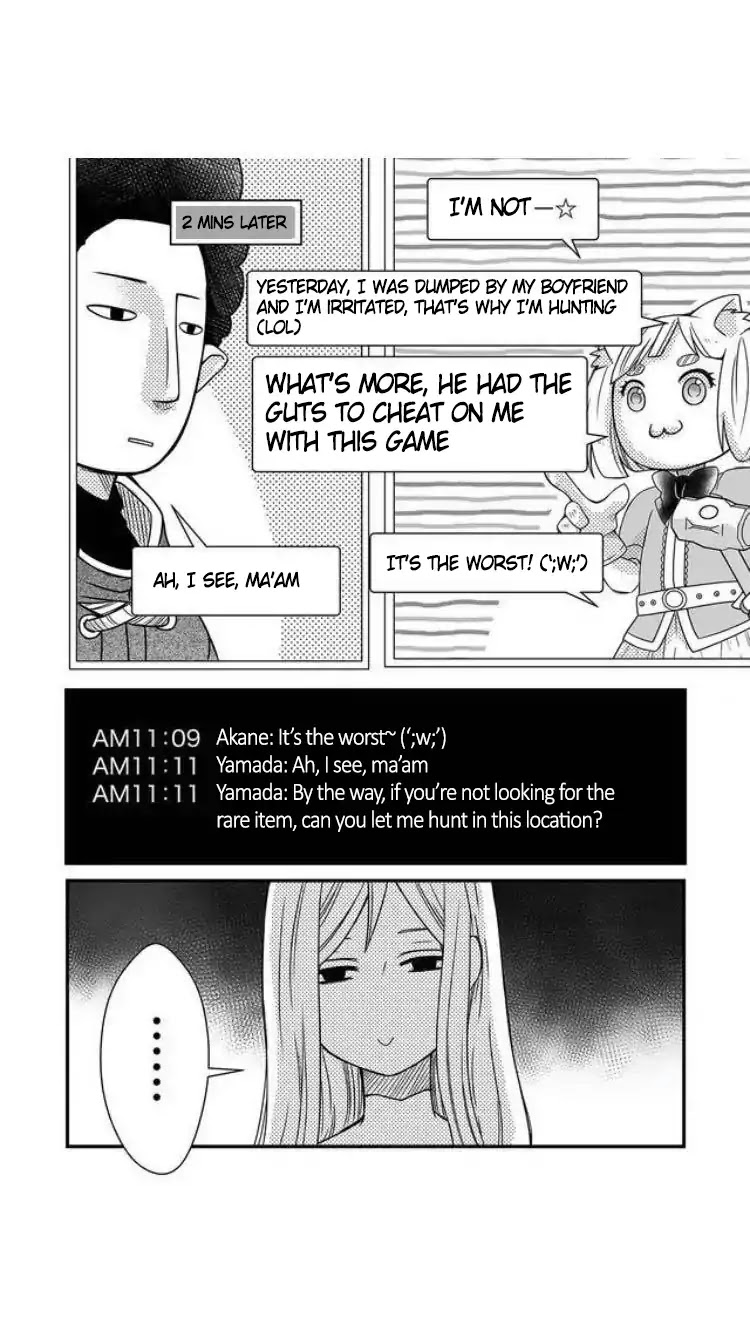 I'M NOT—☆
YESTERDAY, I WAS DUMPED BY MY BOYFRIEND
AND I'M IRRITATED, THAT'S WHY I'M HUNTING
(LOL)
WHAT'S MORE, HE HAD THE
GUTS TO CHEAT ON ME
WITH THIS GAME
IT'S THE WORST! (';W;')
2 MINS LATER
AH, I SEE, MA'AM
AM11:09 Akane: It's the worst~ (';w;')
AM11:11 Yamada: Ah, I see, ma'am
AM11:11 Yamada: By the way, if you're not looking for the
rare item, can you let me hunt in this location?
......